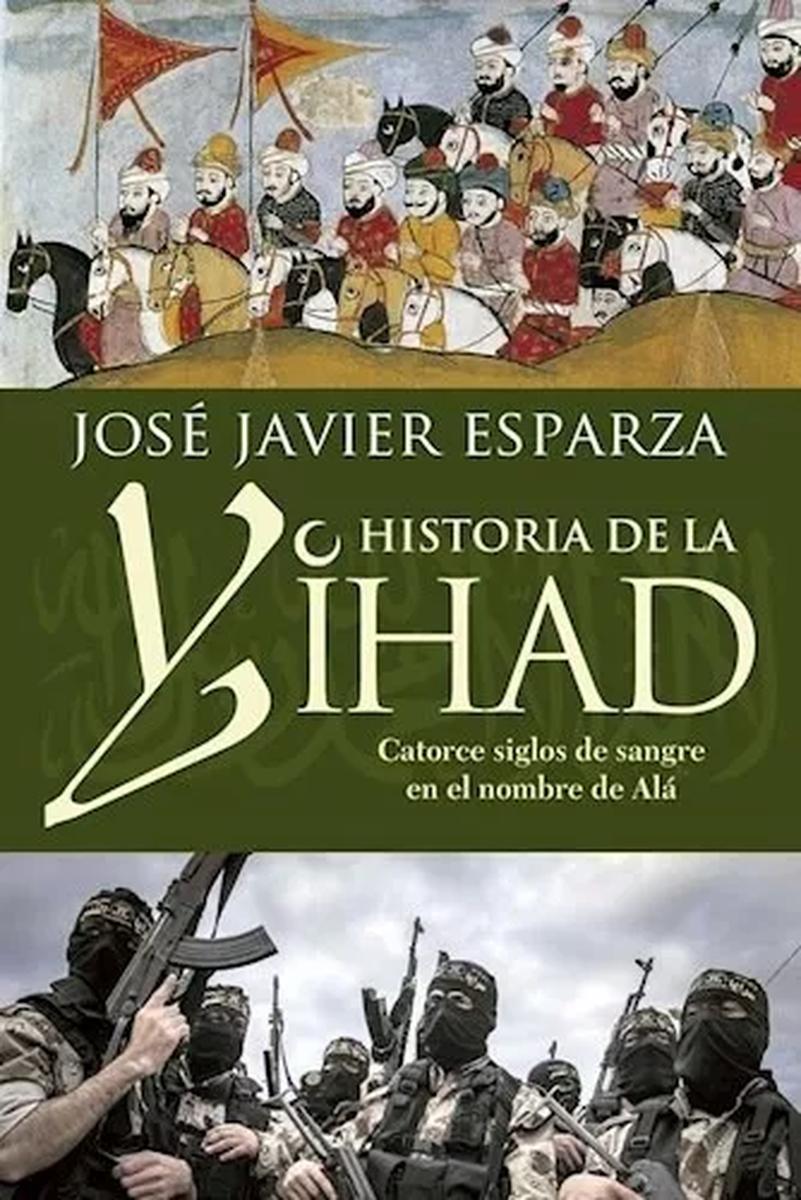 JOSÉ JAVIER ESPARZA
HISTORIA DE LA
YIHAD
Catorce siglos de sangre
en el nombre de Alá